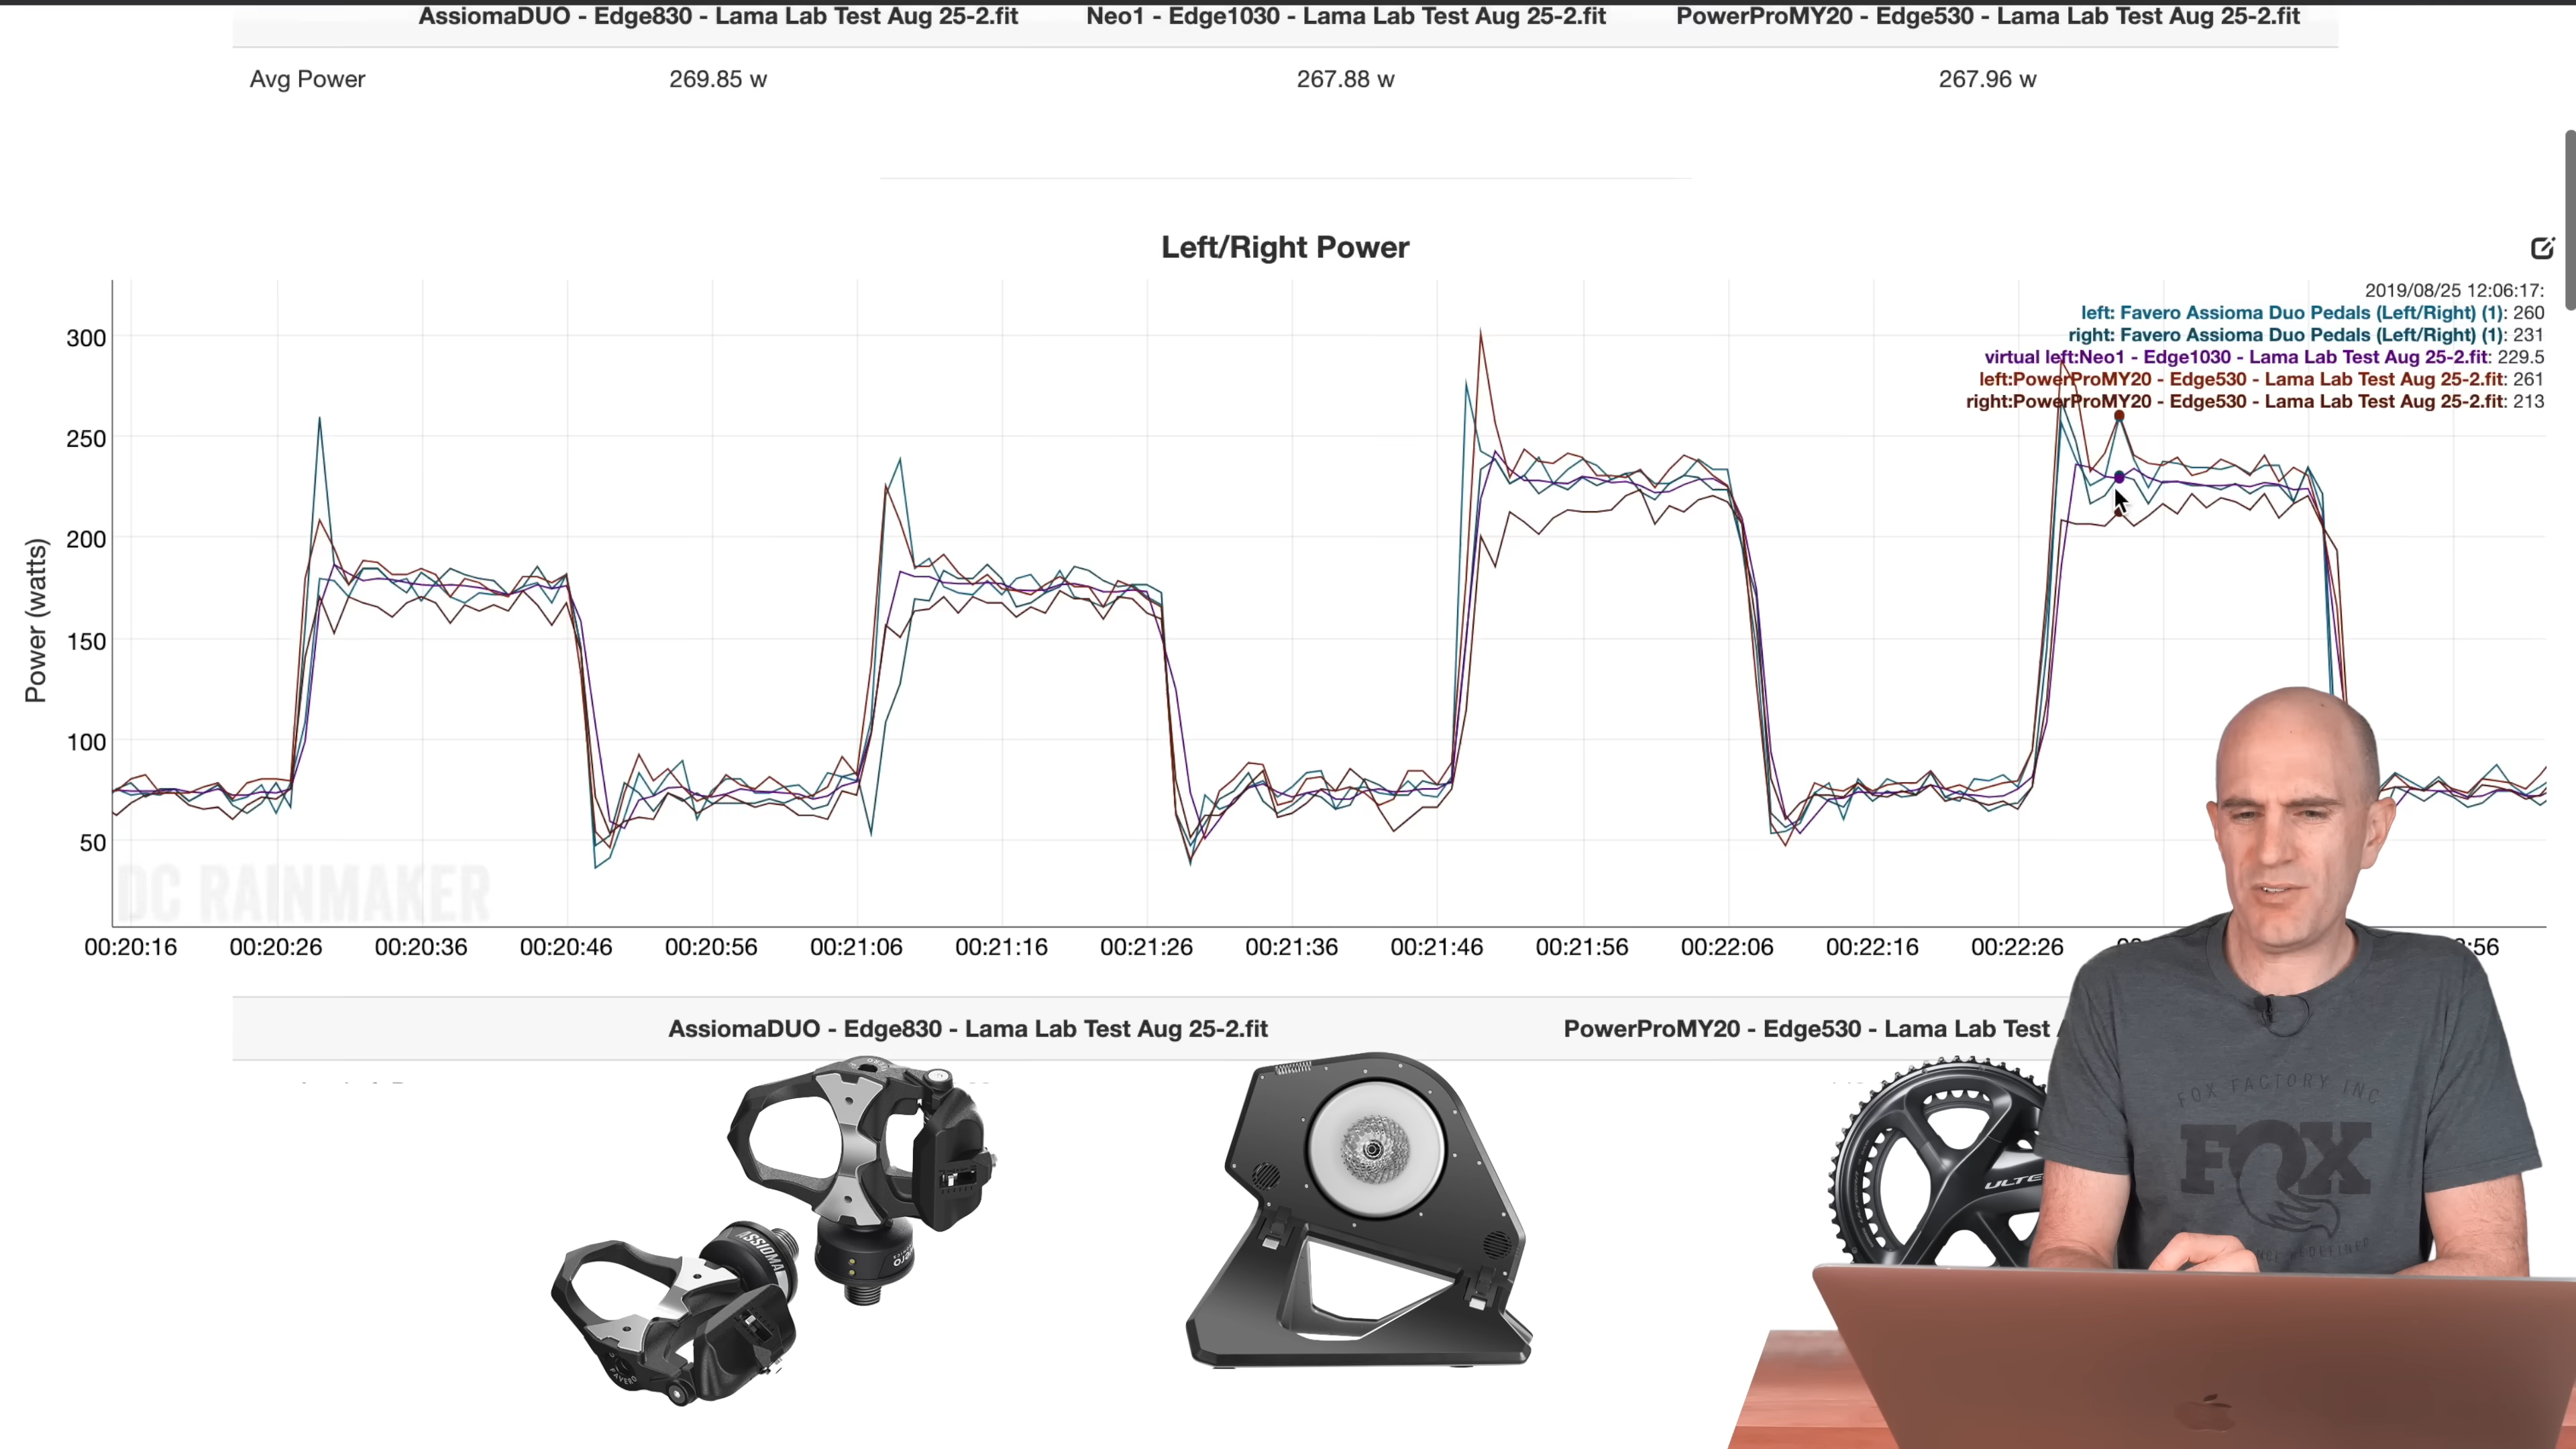 AssiomaDUO - Edge830 - Lama Lab Test Aug 25-2.fit Neo1 - Edge1030 - Lama Lab Test Aug 25-2.fit PowerProMY20 - Edge530 - Lama Lab Test Aug 25-2.fit
Avg Power 269.85 w 267.88 w 267.96 w
Left/Right Power
2019/08/25 12:06:17:
left: Favero Assioma Duo Pedals (Left/Right) (1): 260
right: Favero Assioma Duo Pedals (Left/Right) (1): 231
virtual left:Neo1 - Edge1030 - Lama Lab Test Aug 25-2.fit: 229.5
left:PowerProMY20 - Edge530 - Lama Lab Test Aug 25-2.fit: 261
right:PowerProMY20 - Edge530 - Lama Lab Test Aug 25-2.fit: 213
300
250
200
150
100
50
Power (watts)
DC RAINMAKER
00:20:16 00:20:26 00:20:36 00:20:46 00:20:56 00:21:06 00:21:16 00:21:26 00:21:36 00:21:46 00:21:56 00:22:06 00:22:16 00:22:26 :56
AssiomaDUO - Edge830 - Lama Lab Test Aug 25-2.fit PowerProMY20 - Edge530 - Lama Lab Test
ASSIOMA
FAVERO
ULTE
FOX FACTORY INC
FOX